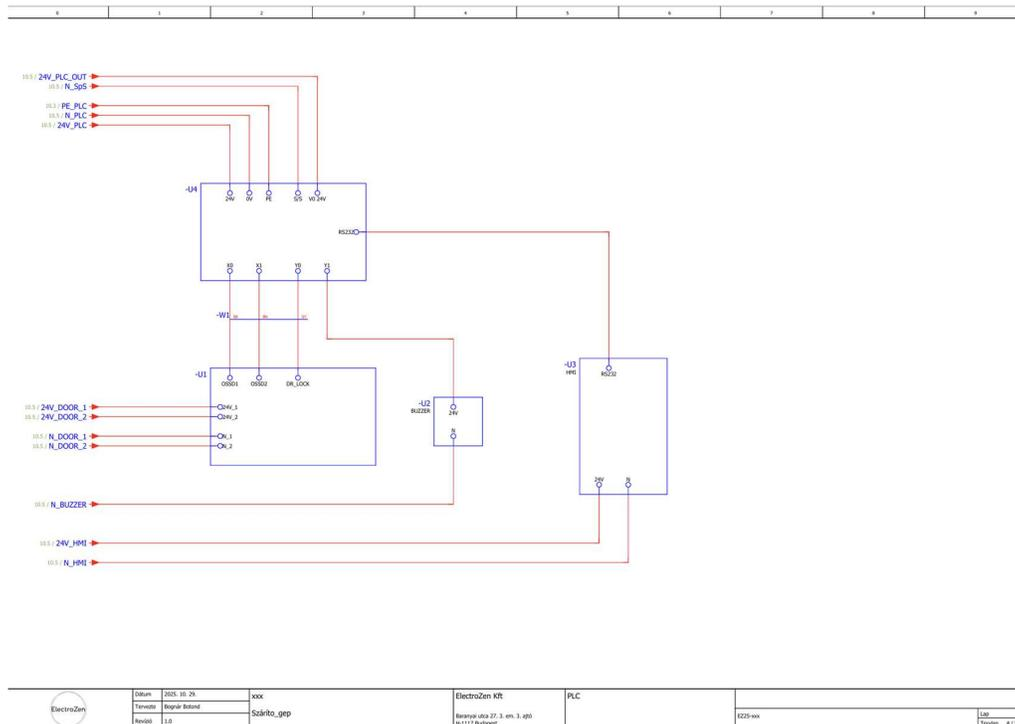 0 1 2 3 4 5 6 7 8 9
10.5 / 24V_PLC_OUT
10.5 / N_SpS
10.3 / PE_PLC
10.5 / N_PLC
10.5 / 24V_PLC
-U4
24V 0V PE S/S V0 24V
RS232
X0 X1 Y0 Y1
-W1
-U1
OSSD1 OSSD2 DR_LOCK
-U3
HMI
RS232
10.5 / 24V_DOOR_1
24V_1
10.5 / 24V_DOOR_2
24V_2
-U2
BUZZER
24V
N
10.5 / N_DOOR_1
N_1
10.5 / N_DOOR_2
N_2
24V N
10.5 / N_BUZZER
10.5 / 24V_HMI
10.5 / N_HMI
ElectroZen
Dátum 2025. 10. 29.
Tervezte Bognár Botond
Revízió 1.0
xxx
Szárito_gep
ElectroZen Kft
Baranyai utca 27. 3. em. 3. ajtó
H-1117 Budapest
PLC
EZ25-xxx
Lap